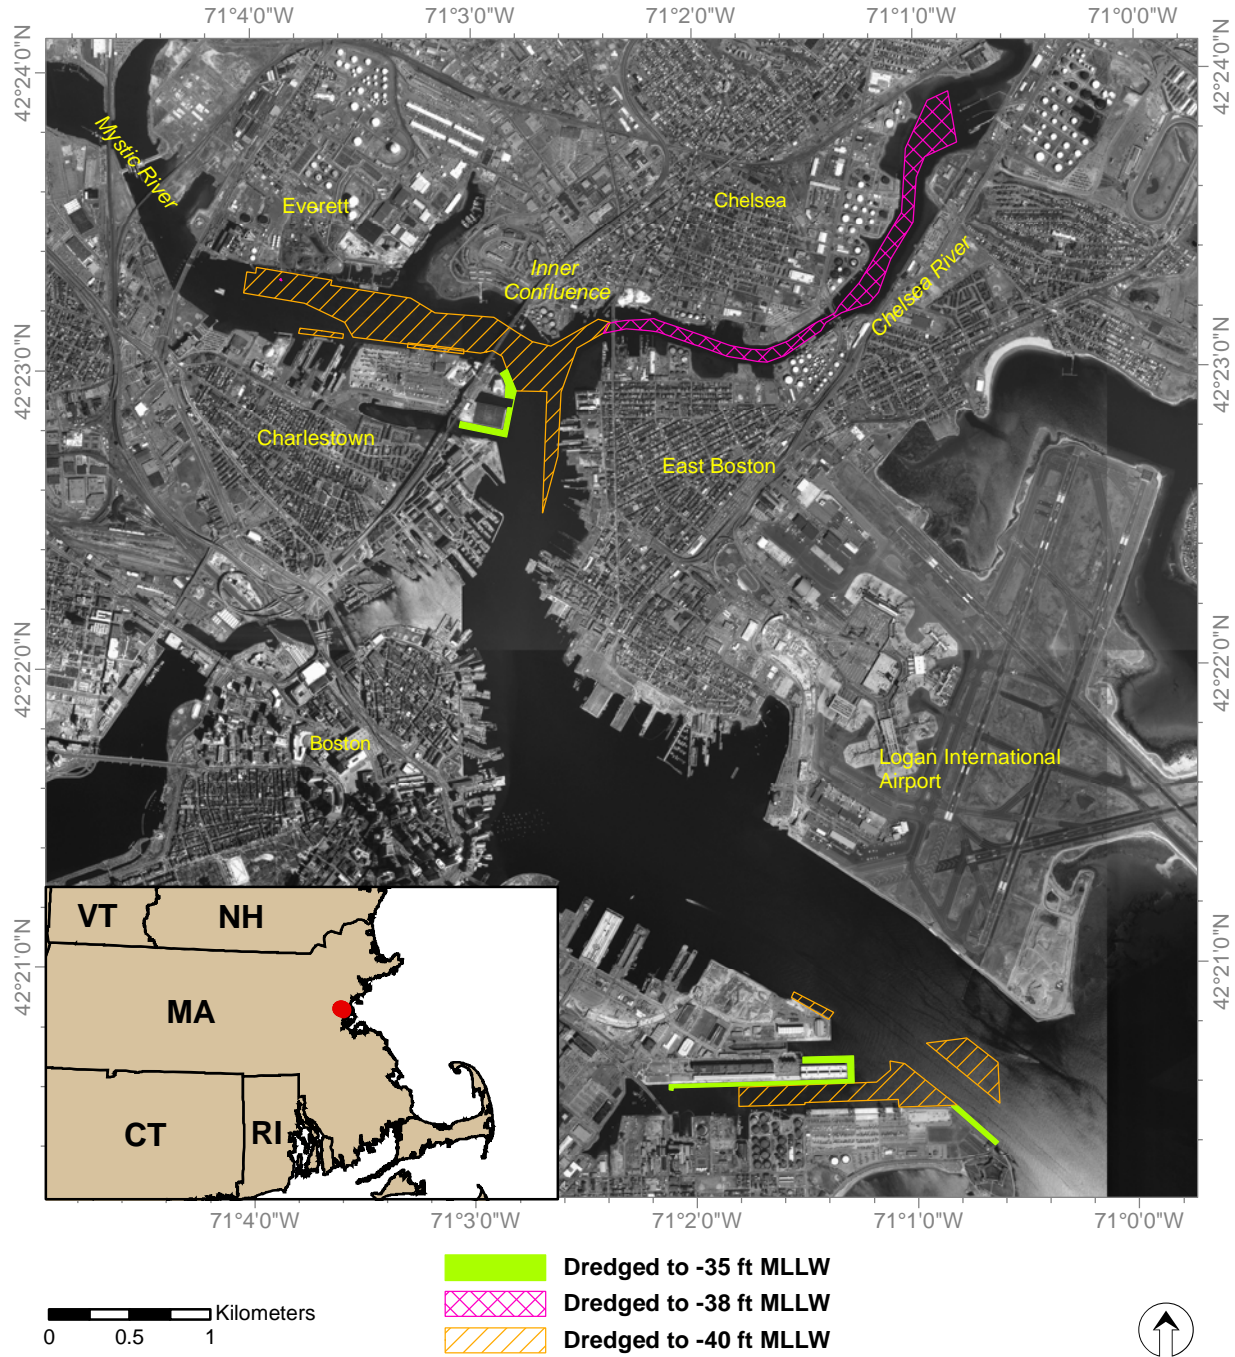 71°4'0"W 71°3'0"W 71°2'0"W 71°1'0"W 71°0'0"W
42°24'0"N 42°24'0"N
Mystic River
Everett
Chelsea
Inner
Confluence
Chelsea River
42°23'0"N 42°23'0"N
Charlestown
East Boston
42°22'0"N 42°22'0"N
Boston
Logan International
Airport
VT NH
42°21'0"N 42°21'0"N
MA
CT RI
71°4'0"W 71°3'0"W 71°2'0"W 71°1'0"W 71°0'0"W
Dredged to -35 ft MLLW
Dredged to -38 ft MLLW
Dredged to -40 ft MLLW
Kilometers
0 0.5 1